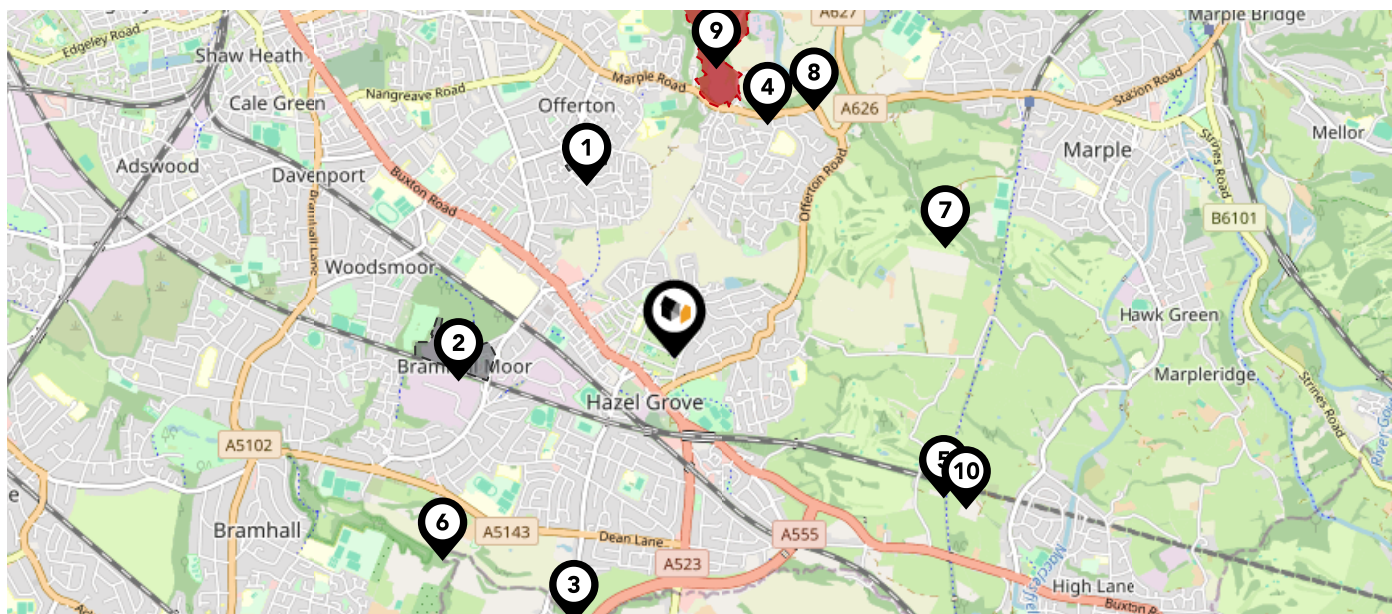 A627
Marple Bridge
Edgeley Road
Shaw Heath
9
Marple Road
4
8
Station Road
Nangreave Road
Cale Green
Offerton
A626
Mellor
1
Marple
Adswood
Davenport
Strines Road
Buxton Road
Offerton Road
7
B6101
Bramhall Lane
Woodsmoor
Hawk Green
2
Bramhall Moor
Marpleridge
Hazel Grove
Strines Road
A5102
5
10
e
6
Bramhall
A5143
Dean Lane
A555
A523
3
High Lane